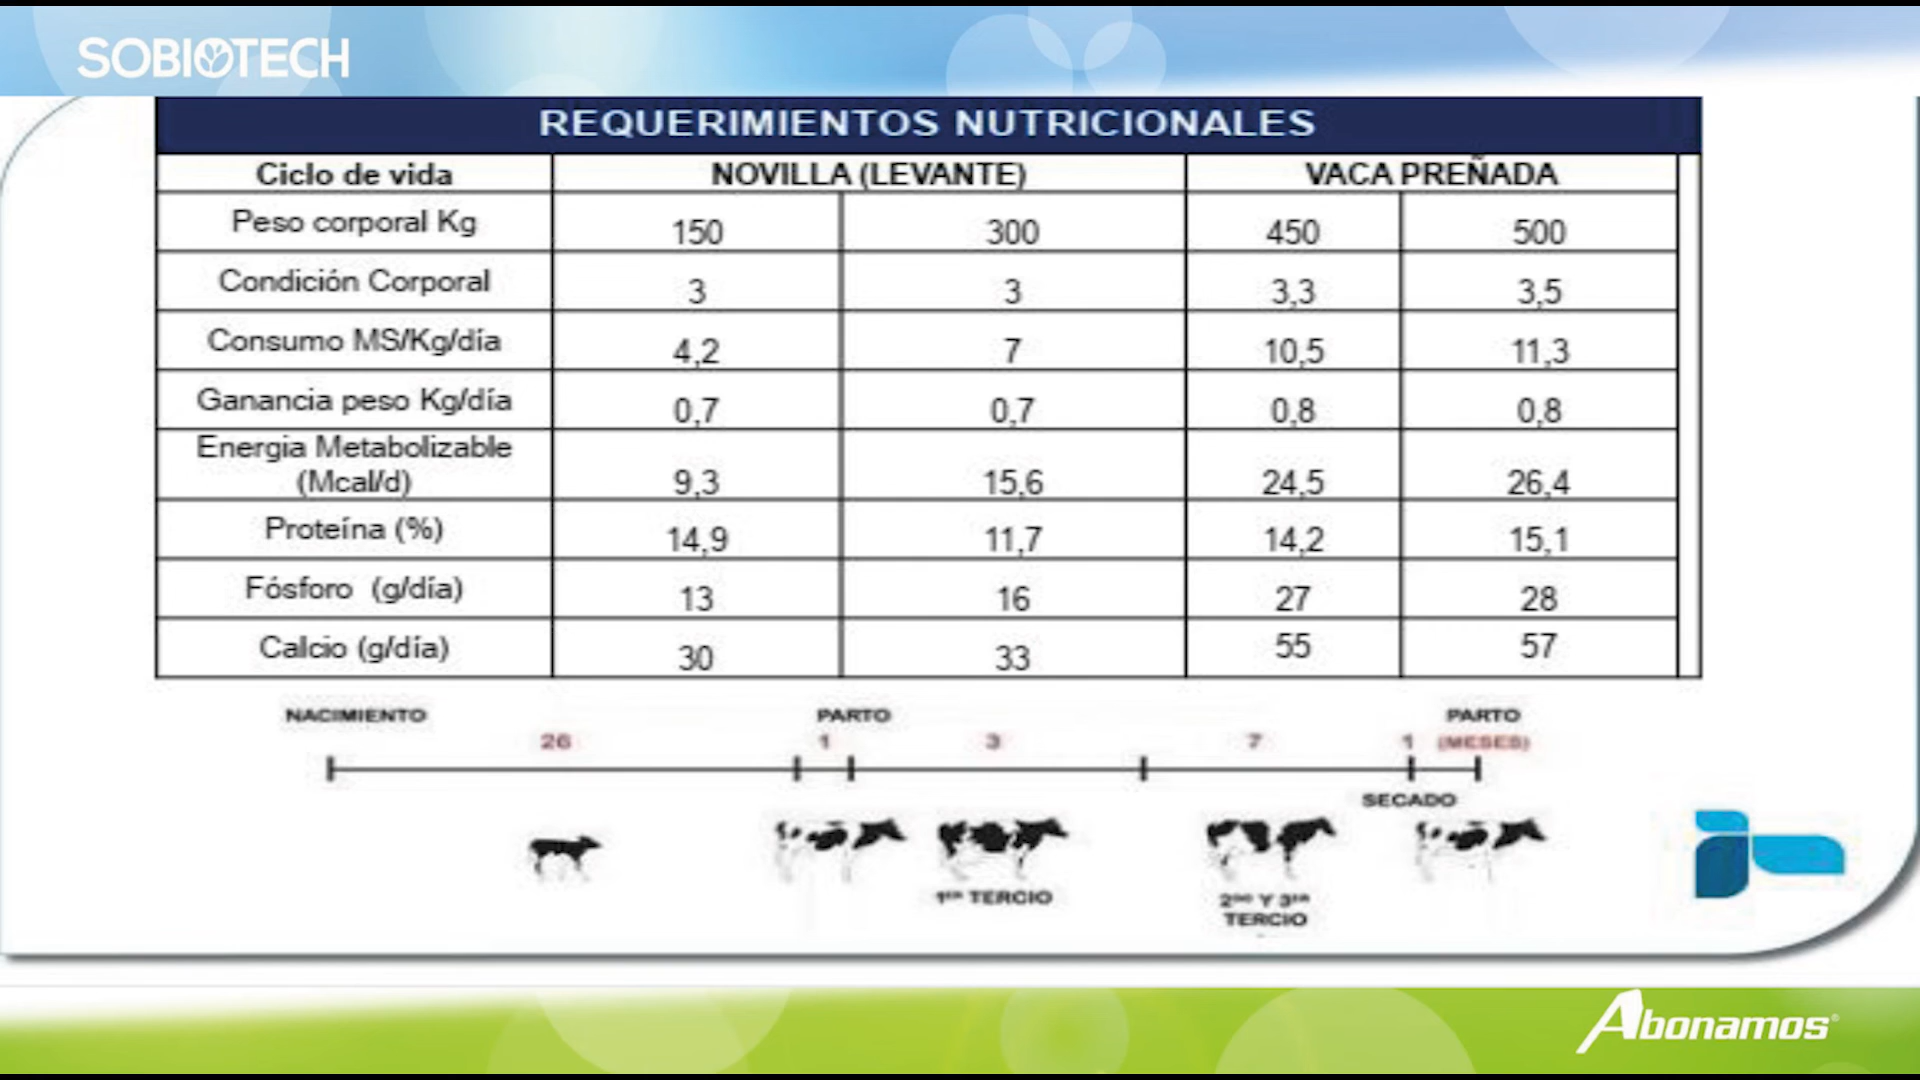 SOBIOTECH
REQUERIMIENTOS NUTRICIONALES
Ciclo de vida NOVILLA (LEVANTE) VACA PREÑADA
Peso corporal Kg 150 300 450 500
Condición Corporal 3 3 3,3 3,5
Consumo MS/Kg/día 4,2 7 10,5 11,3
Ganancia peso Kg/día 0,7 0,7 0,8 0,8
Energia Metabolizable
(Mcal/d) 9,3 15,6 24,5 26,4
Proteína (%) 14,9 11,7 14,2 15,1
Fósforo (g/día) 13 16 27 28
Calcio (g/día) 30 33 55 57
NACIMIENTO PARTO PARTO
26 1 3 7 1 (MESES)
SECADO
1ER TERCIO
2DO Y 3ER
TERCIO
Abonamos®